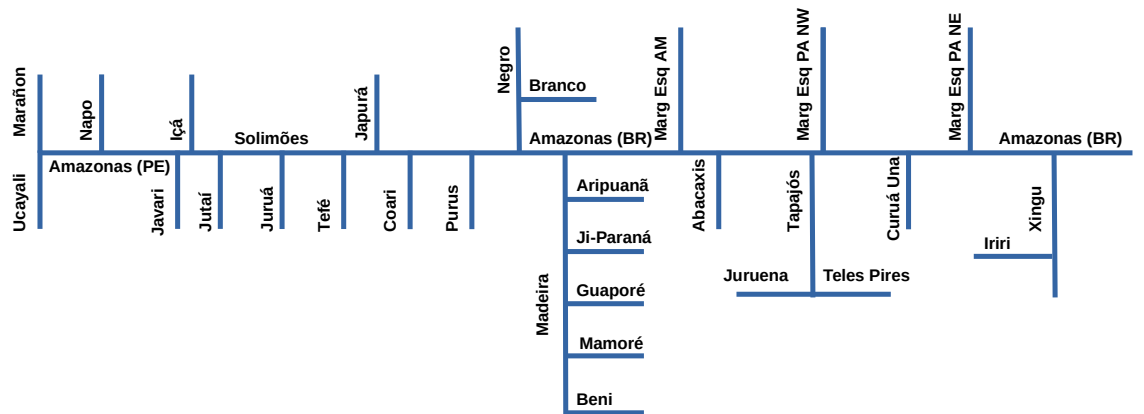 Marañon
Napo
Içá
Solimões
Japurá
Negro
Branco
Amazonas (BR)
Marg Esq AM
Marg Esq PA NW
Marg Esq PA NE
Amazonas (BR)
Ucayali
Amazonas (PE)
Javari
Jutaí
Juruá
Tefé
Coari
Purus
Madeira
Aripuanã
Ji-Paraná
Guaporé
Mamoré
Beni
Abacaxis
Tapajós
Juruena
Teles Pires
Curuá Una
Iriri
Xingu